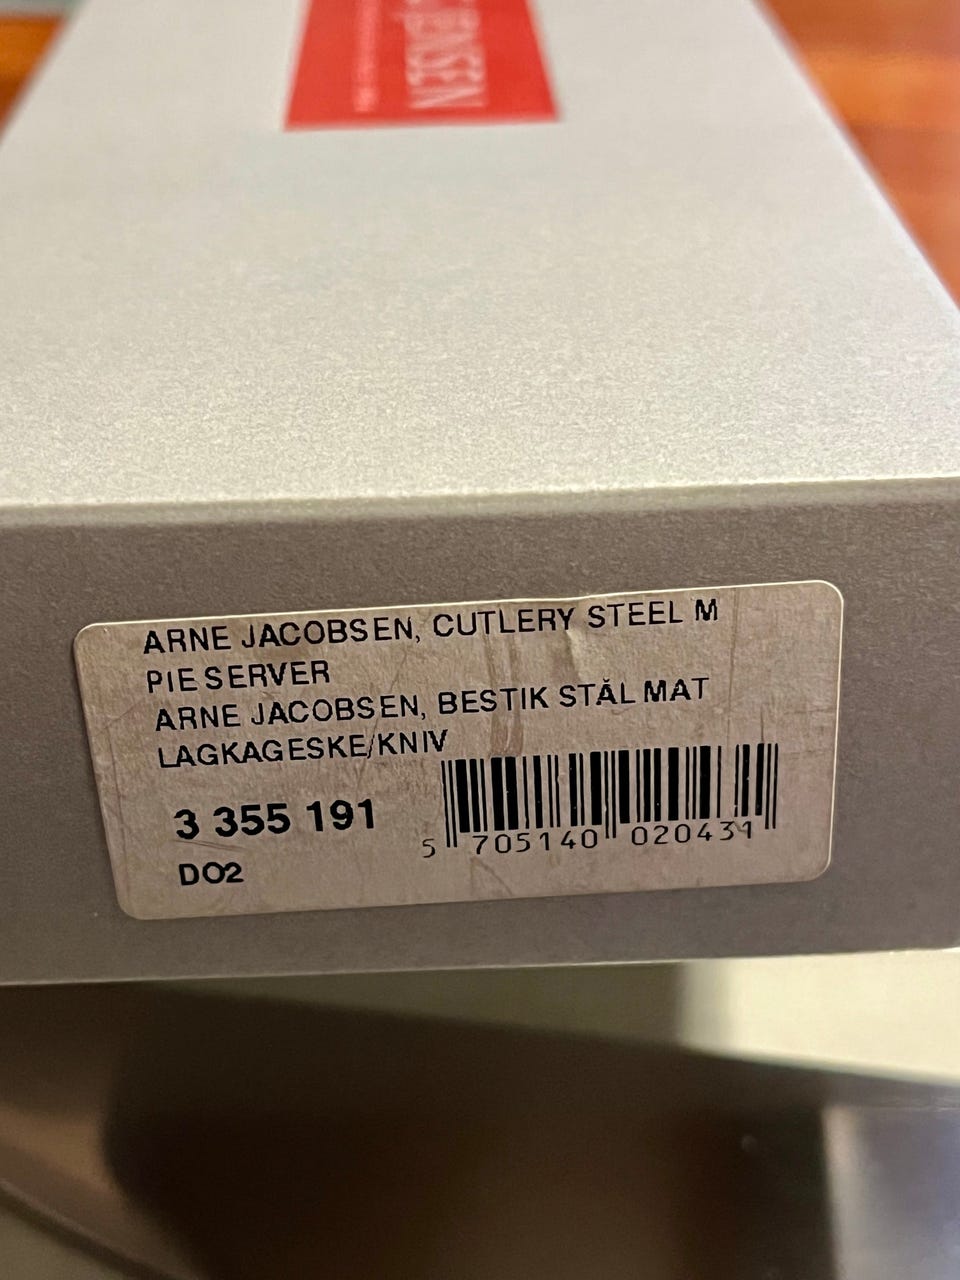 JENSEN
ARNE JACOBSEN, CUTLERY STEEL M
PIE SERVER
ARNE JACOBSEN, BESTIK STÅL MAT
LAGKAGESKE/KNIV
3 355 191
DO2
5 705140 020431